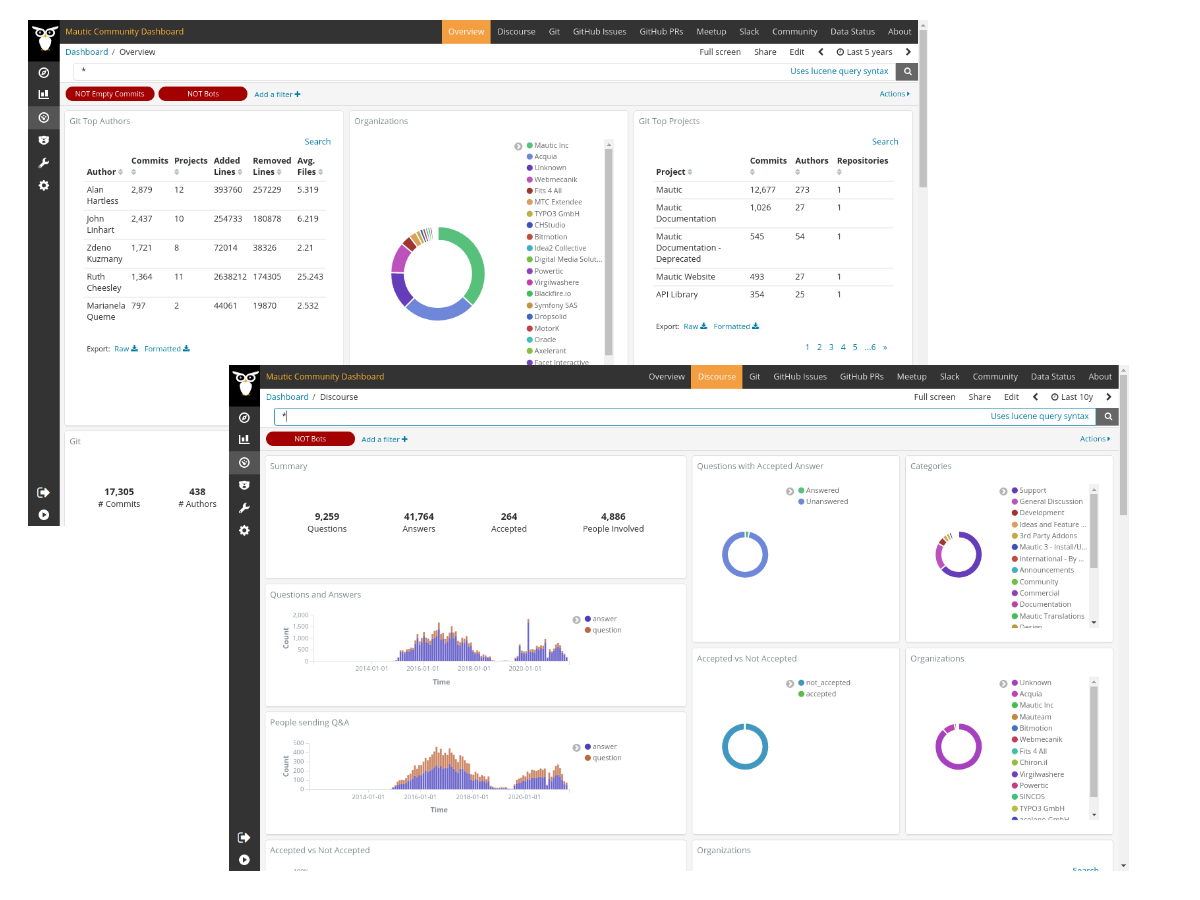 Mautic Community Dashboard
Overview Discourse Git GitHub Issues GitHub PRs Meetup Slack Community Data Status About
Dashboard / Overview
Full screen Share Edit Last 5 years
*
Uses lucene query syntax
NOT Empty Commits NOT Bots Add a filter
Actions
Git Top Authors
Search
Author Commits Projects Added Lines Removed Lines Avg. Files
Alan Hartless 2,879 12 393760 257229 5.319
John Linhart 2,437 10 254733 180878 6.219
Zdeno Kuzmany 1,721 8 72014 38326 2.21
Ruth Cheesley 1,364 11 2638212 174305 25.243
Marianela Queme 797 2 44061 19870 2.532
Export: Raw Formatted
Organizations
Mautic Inc
Acquia
Unknown
Webmecanik
Fits 4 All
MTC Extendee
TYPO3 GmbH
CHStudio
Bitmotion
Idea2 Collective
Digital Media Solut...
Powertic
Virgilwashere
Blackfire.io
Symfony SAS
Dropsolid
MotorK
Oracle
Axelerant
Facet Interactive
Git Top Projects
Search
Project Commits Authors Repositories
Mautic 12,677 273 1
Mautic Documentation 1,026 27 1
Mautic Documentation - Deprecated 545 54 1
Mautic Website 493 27 1
API Library 354 25 1
Export: Raw Formatted
1 2 3 4 5 ...6 »
Git
17,305 438
# Commits # Authors
Mautic Community Dashboard
Overview Discourse Git GitHub Issues GitHub PRs Meetup Slack Community Data Status About
Dashboard / Discourse
Full screen Share Edit Last 10y
*
Uses lucene query syntax
NOT Bots Add a filter
Actions
Summary
9,259 41,764 264 4,886
Questions Answers Accepted People Involved
Questions with Accepted Answer
Answered
Unanswered
Categories
Support
General Discussion
Development
Ideas and Feature ...
3rd Party Addons
Mautic 3 - Install/U...
International - By ...
Announcements
Community
Commercial
Documentation
Mautic Translations
Design
Questions and Answers
2,000
1,500
1,000
500
0
Count
2014-01-01 2016-01-01 2018-01-01 2020-01-01
Time
answer
question
People sending Q&A
500
400
300
200
100
0
Count
2014-01-01 2016-01-01 2018-01-01 2020-01-01
Time
answer
question
Accepted vs Not Accepted
not_accepted
accepted
Organizations
Unknown
Acquia
Mautic Inc
Mauteam
Bitmotion
Webmecanik
Fits 4 All
Chiron.il
Virgilwashere
Powertic
SINCOS
TYPO3 GmbH
Accepted vs Not Accepted
Organizations
Search